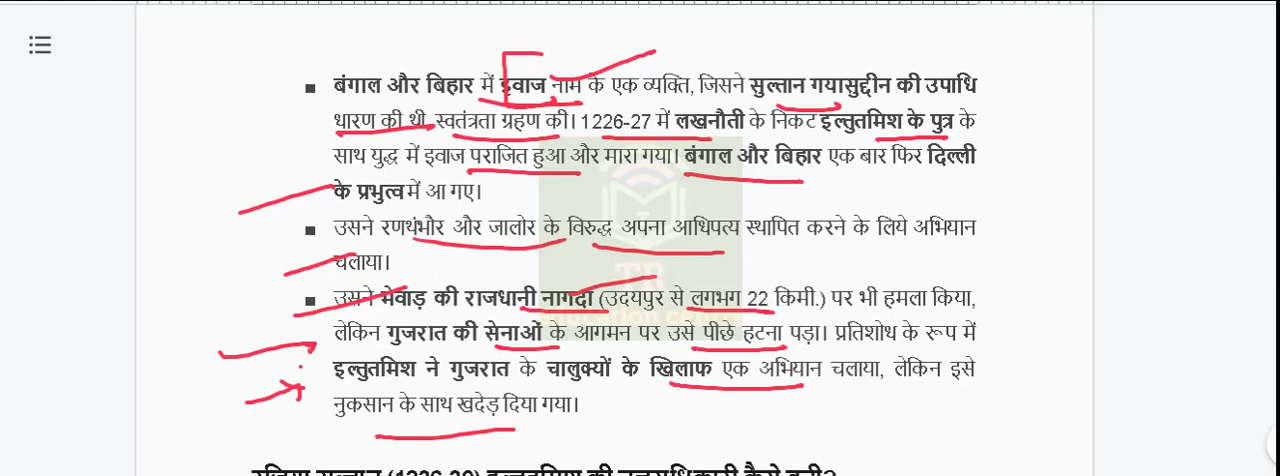 बंगाल और बिहार में इवाज नाम के एक व्यक्ति, जिसने सुल्तान गयासुद्दीन की उपाधि
धारण की थी, स्वतंत्रता ग्रहण की। 1226-27 में लखनौती के निकट इल्तुतमिश के पुत्र के
साथ युद्ध में इवाज पराजित हुआ और मारा गया। बंगाल और बिहार एक बार फिर दिल्ली
के प्रभुत्व में आ गए।
उसने रणथंभौर और जालोर के विरुद्ध अपना आधिपत्य स्थापित करने के लिये अभियान
चलाया।
उसने मेवाड़ की राजधानी नागदा (उदयपुर से लगभग 22 किमी.) पर भी हमला किया,
लेकिन गुजरात की सेनाओं के आगमन पर उसे पीछे हटना पड़ा। प्रतिशोध के रूप में
इल्तुतमिश ने गुजरात के चालुक्यों के खिलाफ एक अभियान चलाया, लेकिन इसे
नुकसान के साथ खदेड़ दिया गया।